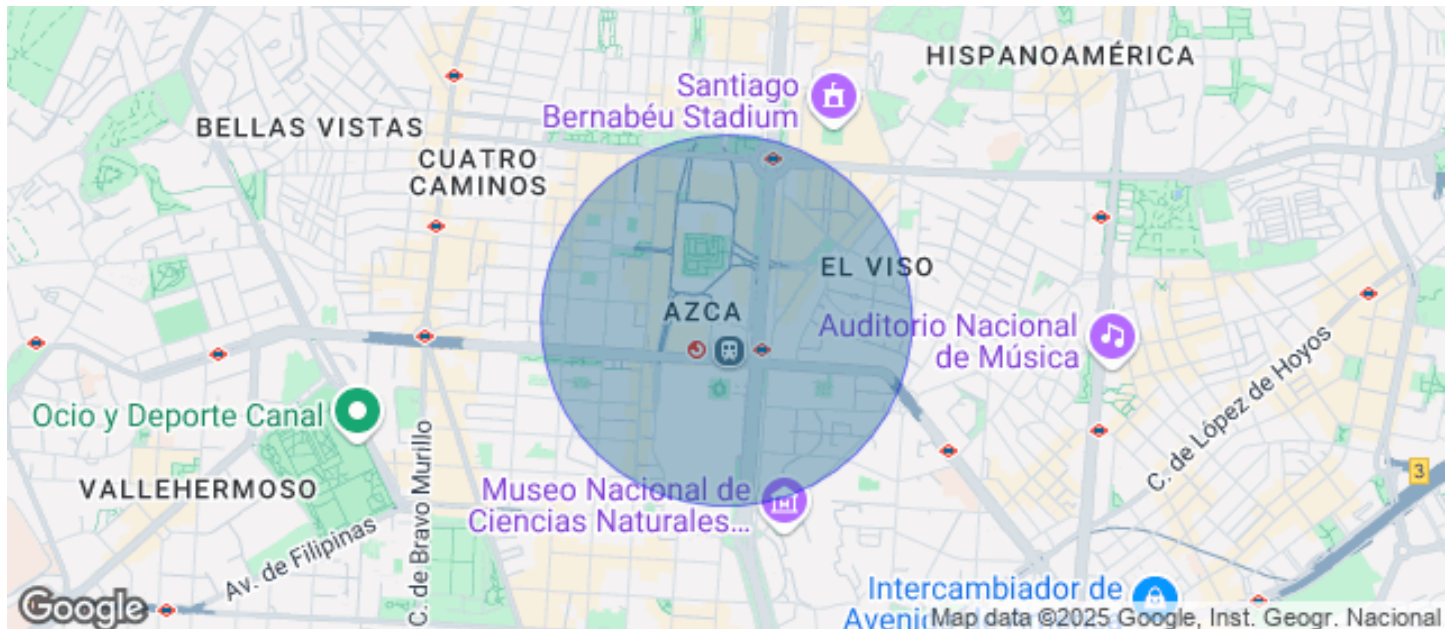 HISPANOAMÉRICA
Santiago
Bernabéu Stadium
BELLAS VISTAS
CUATRO
CAMINOS
EL VISO
AZCA
Auditorio Nacional
de Música
Ocio y Deporte Canal
C. de López de Hoyos
C. de Bravo Murillo
3
VALLEHERMOSO
Museo Nacional de
Ciencias Naturales...
Av. de Filipinas
Intercambiador de
Google
Map data ©2025 Google, Inst. Geogr. Nacional